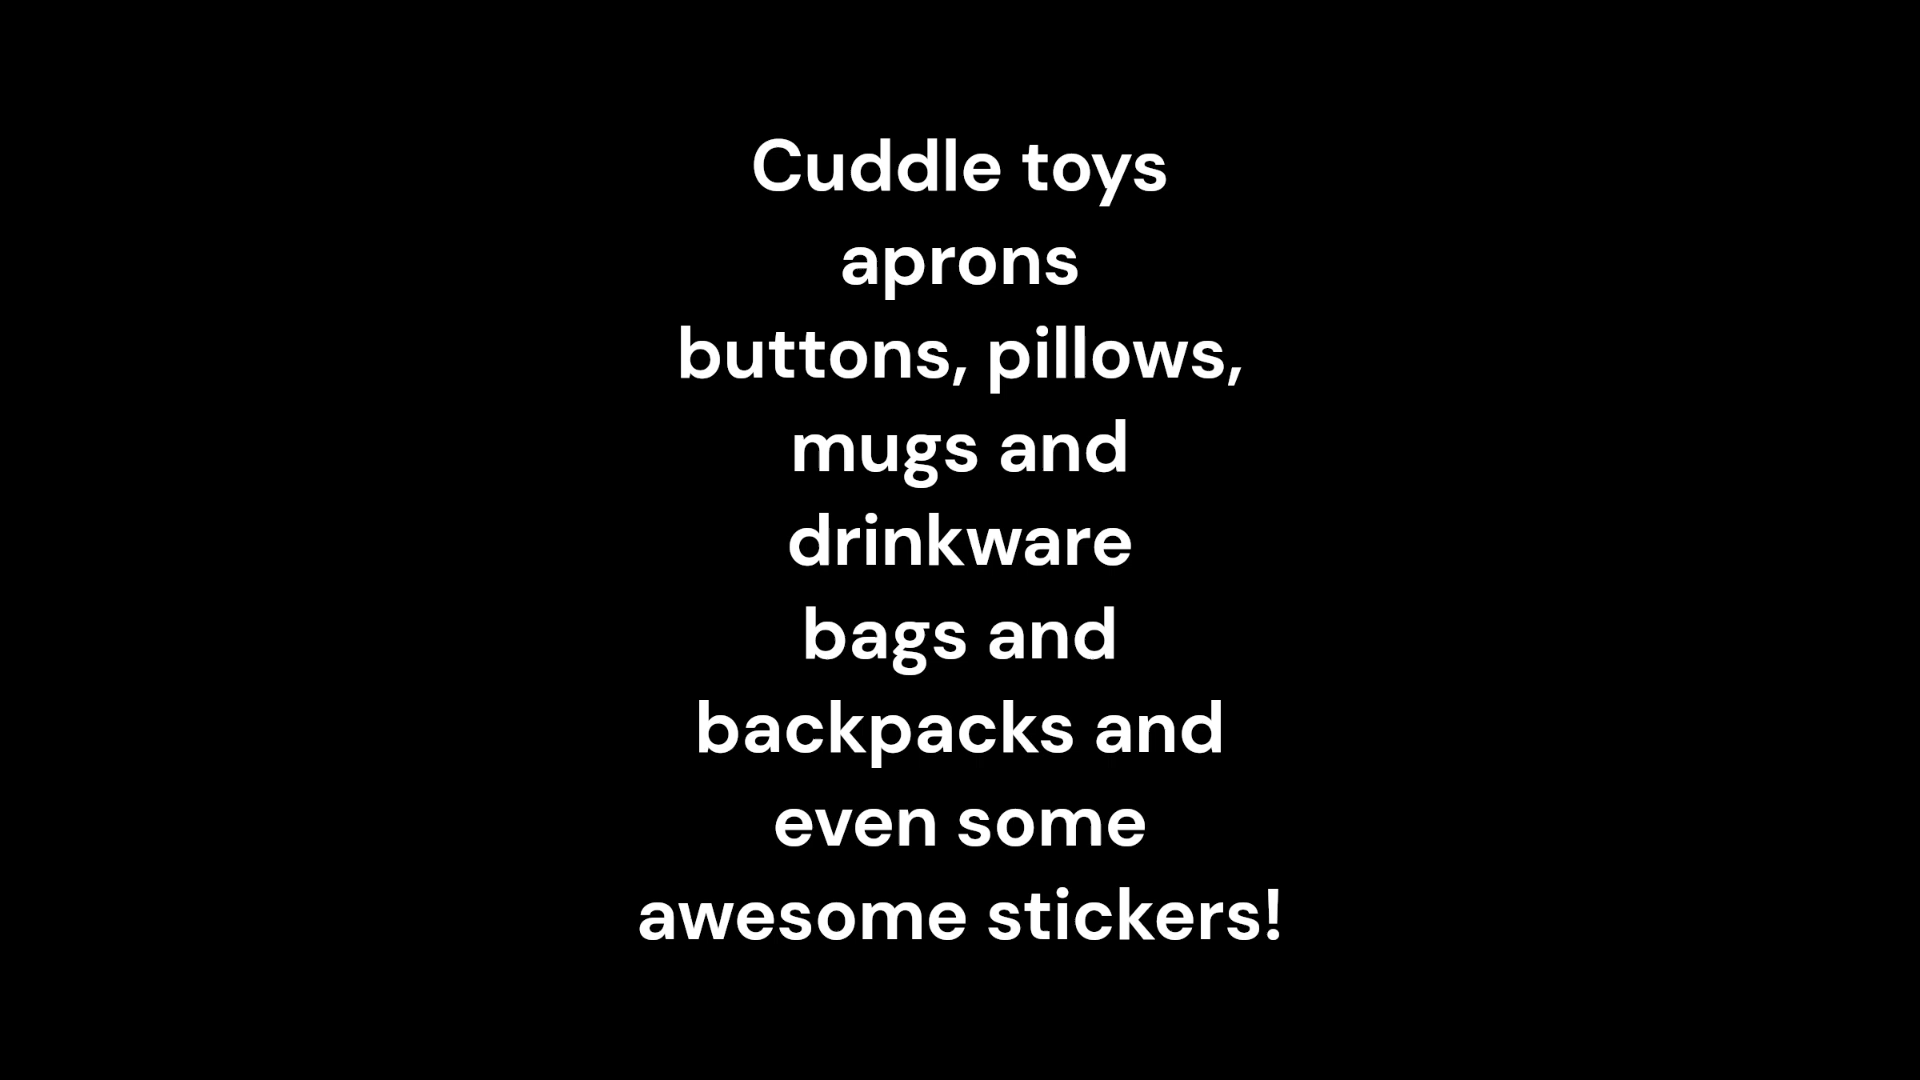 Cuddle toys
aprons
buttons, pillows,
mugs and
drinkware
bags and
backpacks and
even some
awesome stickers!